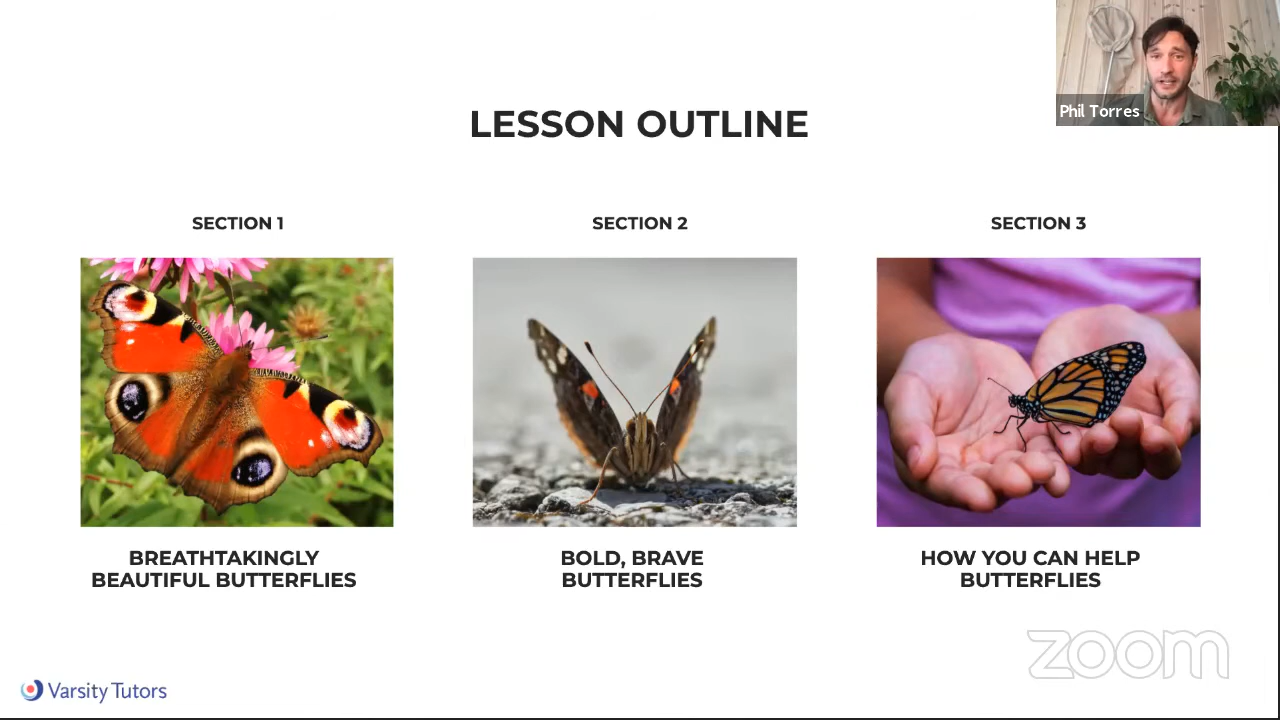 Phil Torres
LESSON OUTLINE
SECTION 1
SECTION 2
SECTION 3
BREATHTAKINGLY
BEAUTIFUL BUTTERFLIES
BOLD, BRAVE
BUTTERFLIES
HOW YOU CAN HELP
BUTTERFLIES
zoom
Varsity Tutors